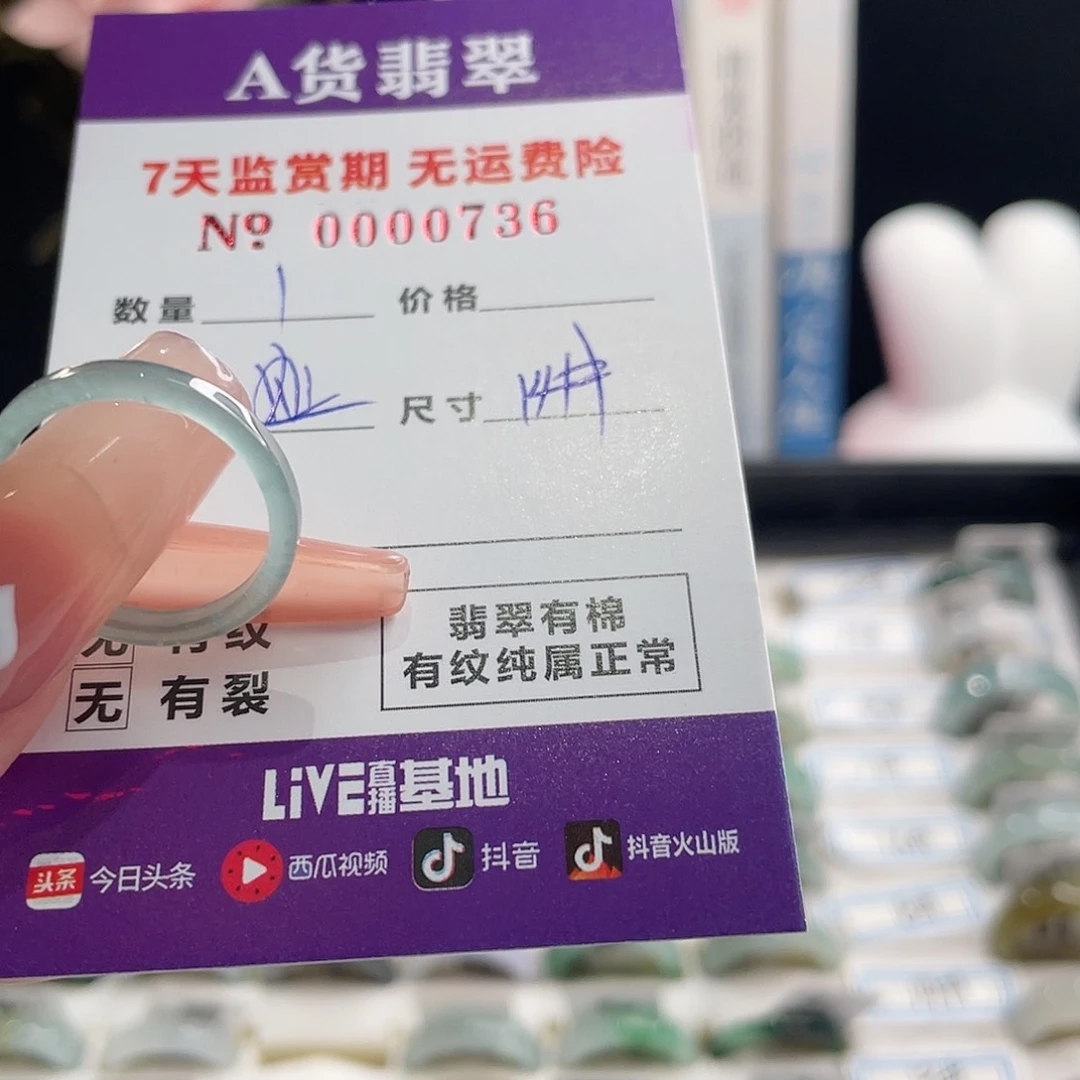 A货翡翠
7天监赏期 无运费险
№ 0000736
数量 1 价格
尺寸
无 有纹
翡翠有棉
有纹纯属正常
无 有裂
LiVE直播基地
头条 今日头条 西瓜视频 抖音 抖音火山版